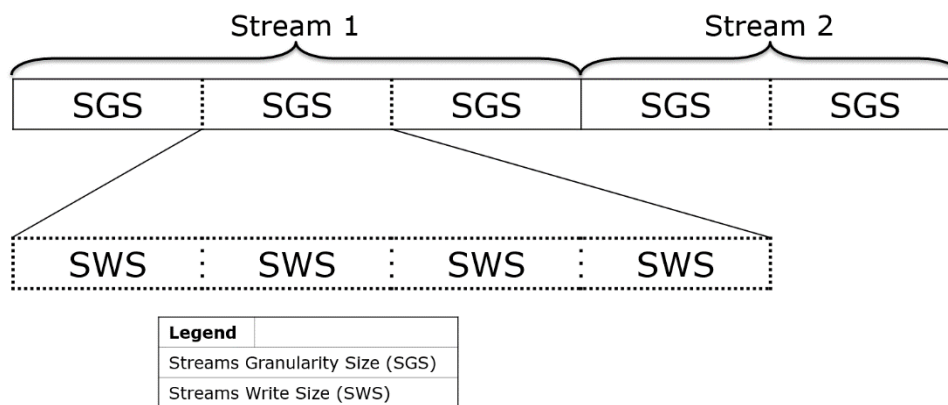 Stream 1 Stream 2
SGS SGS SGS SGS SGS
SWS SWS SWS SWS
Legend
Streams Granularity Size (SGS)
Streams Write Size (SWS)